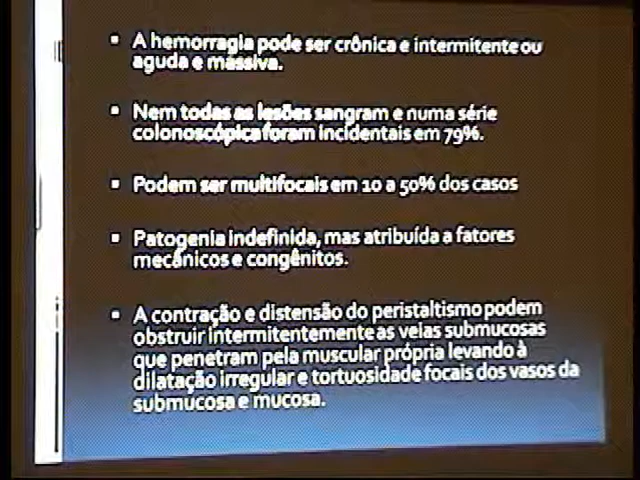 ▪ A hemorragia pode ser crônica e intermitente ou
aguda e massiva.
▪ Nem todas as lesões sangram e numa série
colonoscópica foram incidentais em 79%.
▪ Podem ser multifocais em 10 a 50% dos casos
▪ Patogenia indefinida, mas atribuída a fatores
mecânicos e congênitos.
▪ A contração e distensão do peristaltismo podem
obstruir intermitentemente as veias submucosas
que penetram pela muscular própria levando à
dilatação irregular e tortuosidade focais dos vasos da
submucosa e mucosa.